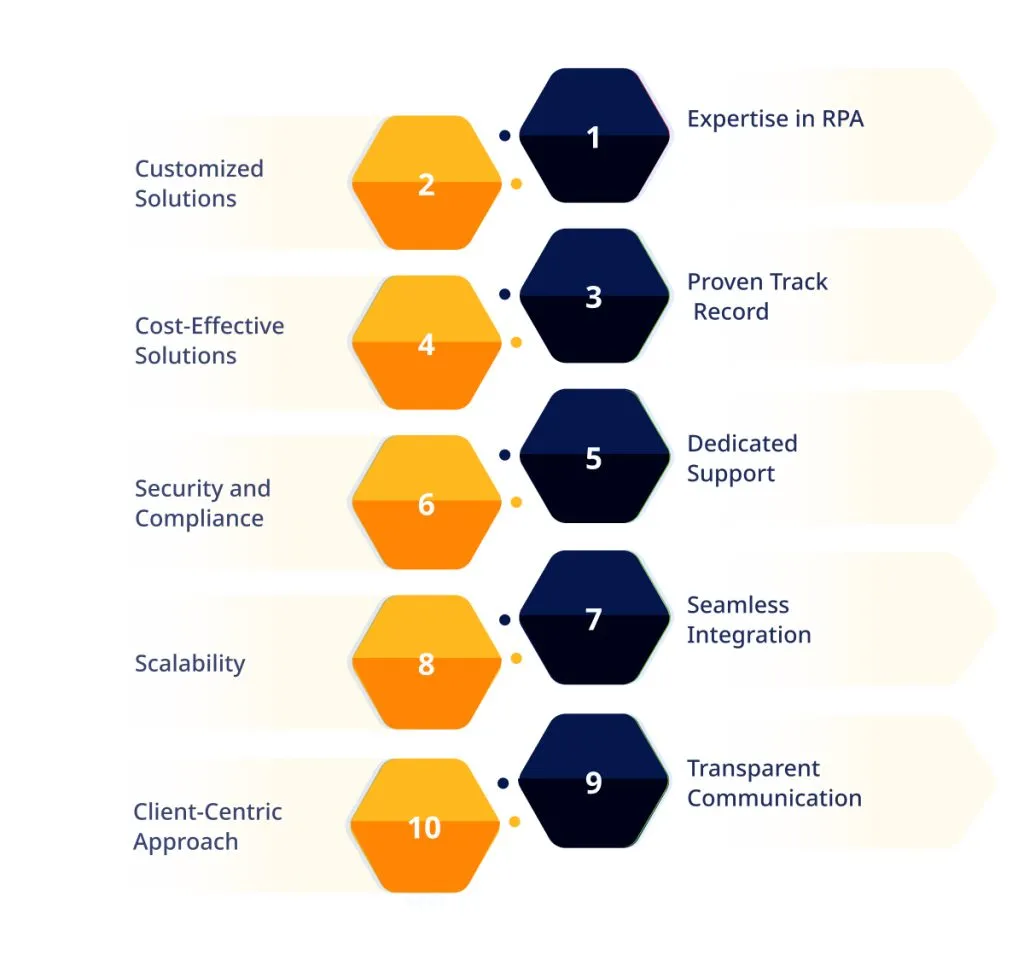 1
Expertise in RPA
2
Customized
Solutions
3
Proven Track
Record
4
Cost-Effective
Solutions
5
Dedicated
Support
6
Security and
Compliance
7
Seamless
Integration
8
Scalability
9
Transparent
Communication
10
Client-Centric
Approach